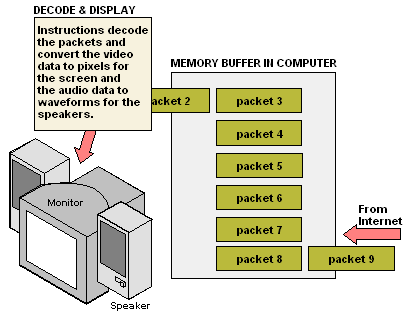 DECODE & DISPLAY
Instructions decode
the packets and
convert the video
data to pixels for
the screen and
the audio data to
waveforms for the
speakers.
MEMORY BUFFER IN COMPUTER
acket 2
packet 3
packet 4
packet 5
packet 6
packet 7
packet 8
packet 9
From
Internet
Monitor
Speaker